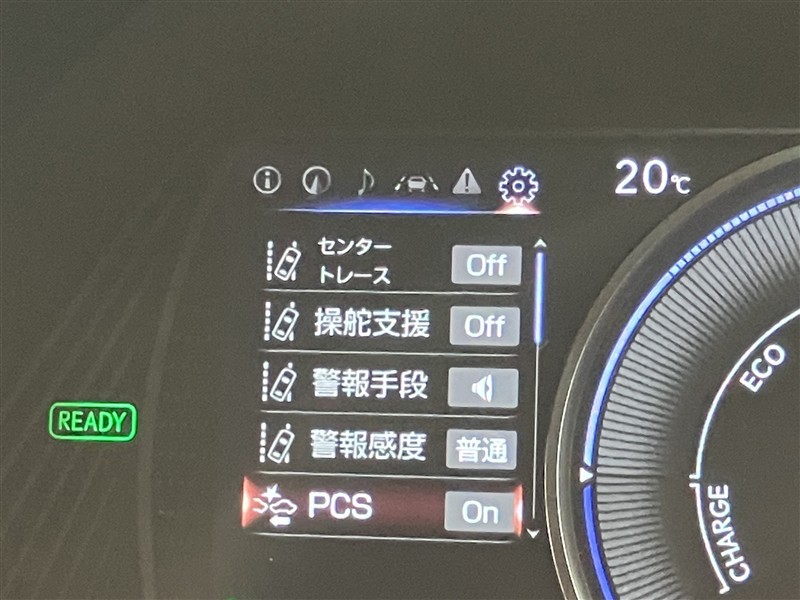 20℃
センター
トレース
Off
操舵支援 Off
警報手段
警報感度 普通
PCS On
READY
ECO
CHARGE